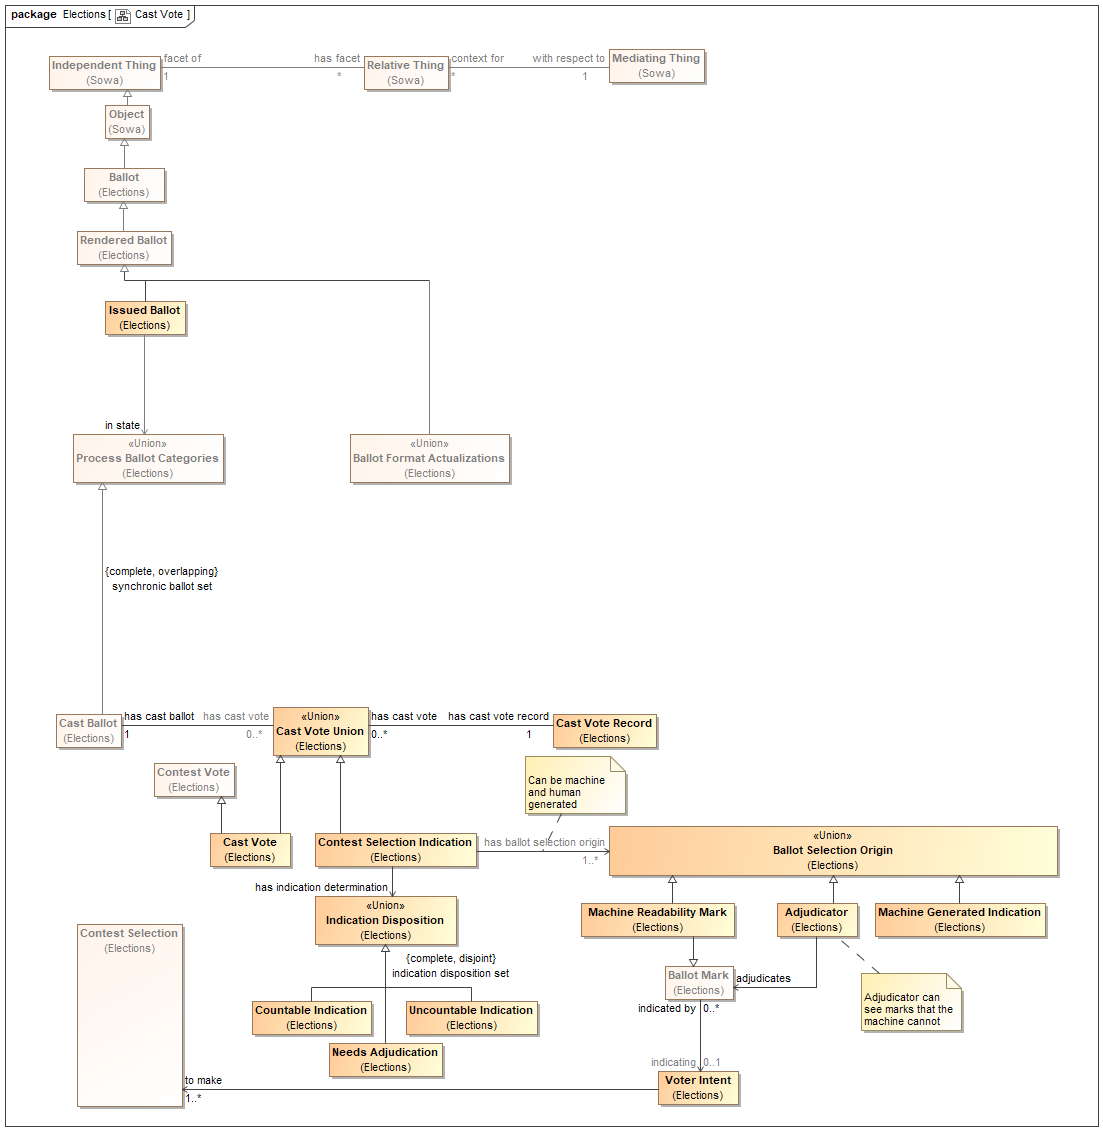 package Elections [ Cast Vote ]
Independent Thing
(Sowa)
facet of
1
has facet
*
Relative Thing
(Sowa)
context for
*
with respect to
1
Mediating Thing
(Sowa)
Object
(Sowa)
Ballot
(Elections)
Rendered Ballot
(Elections)
Issued Ballot
(Elections)
in state
«Union»
Process Ballot Categories
(Elections)
«Union»
Ballot Format Actualizations
(Elections)
{complete, overlapping}
synchronic ballot set
Cast Ballot
(Elections)
has cast ballot
1
has cast vote
0..*
«Union»
Cast Vote Union
(Elections)
has cast vote
0..*
has cast vote record
1
Cast Vote Record
(Elections)
Contest Vote
(Elections)
Can be machine
and human
generated
Cast Vote
(Elections)
Contest Selection Indication
(Elections)
has ballot selection origin
1..*
«Union»
Ballot Selection Origin
(Elections)
has indication determination
«Union»
Indication Disposition
(Elections)
Machine Readability Mark
(Elections)
Adjudicator
(Elections)
Machine Generated Indication
(Elections)
Contest Selection
(Elections)
{complete, disjoint}
indication disposition set
Ballot Mark
(Elections)
adjudicates
Adjudicator can
see marks that the
machine cannot
Countable Indication
(Elections)
Uncountable Indication
(Elections)
indicated by
0..*
Needs Adjudication
(Elections)
indicating
0..1
Voter Intent
(Elections)
to make
1..*